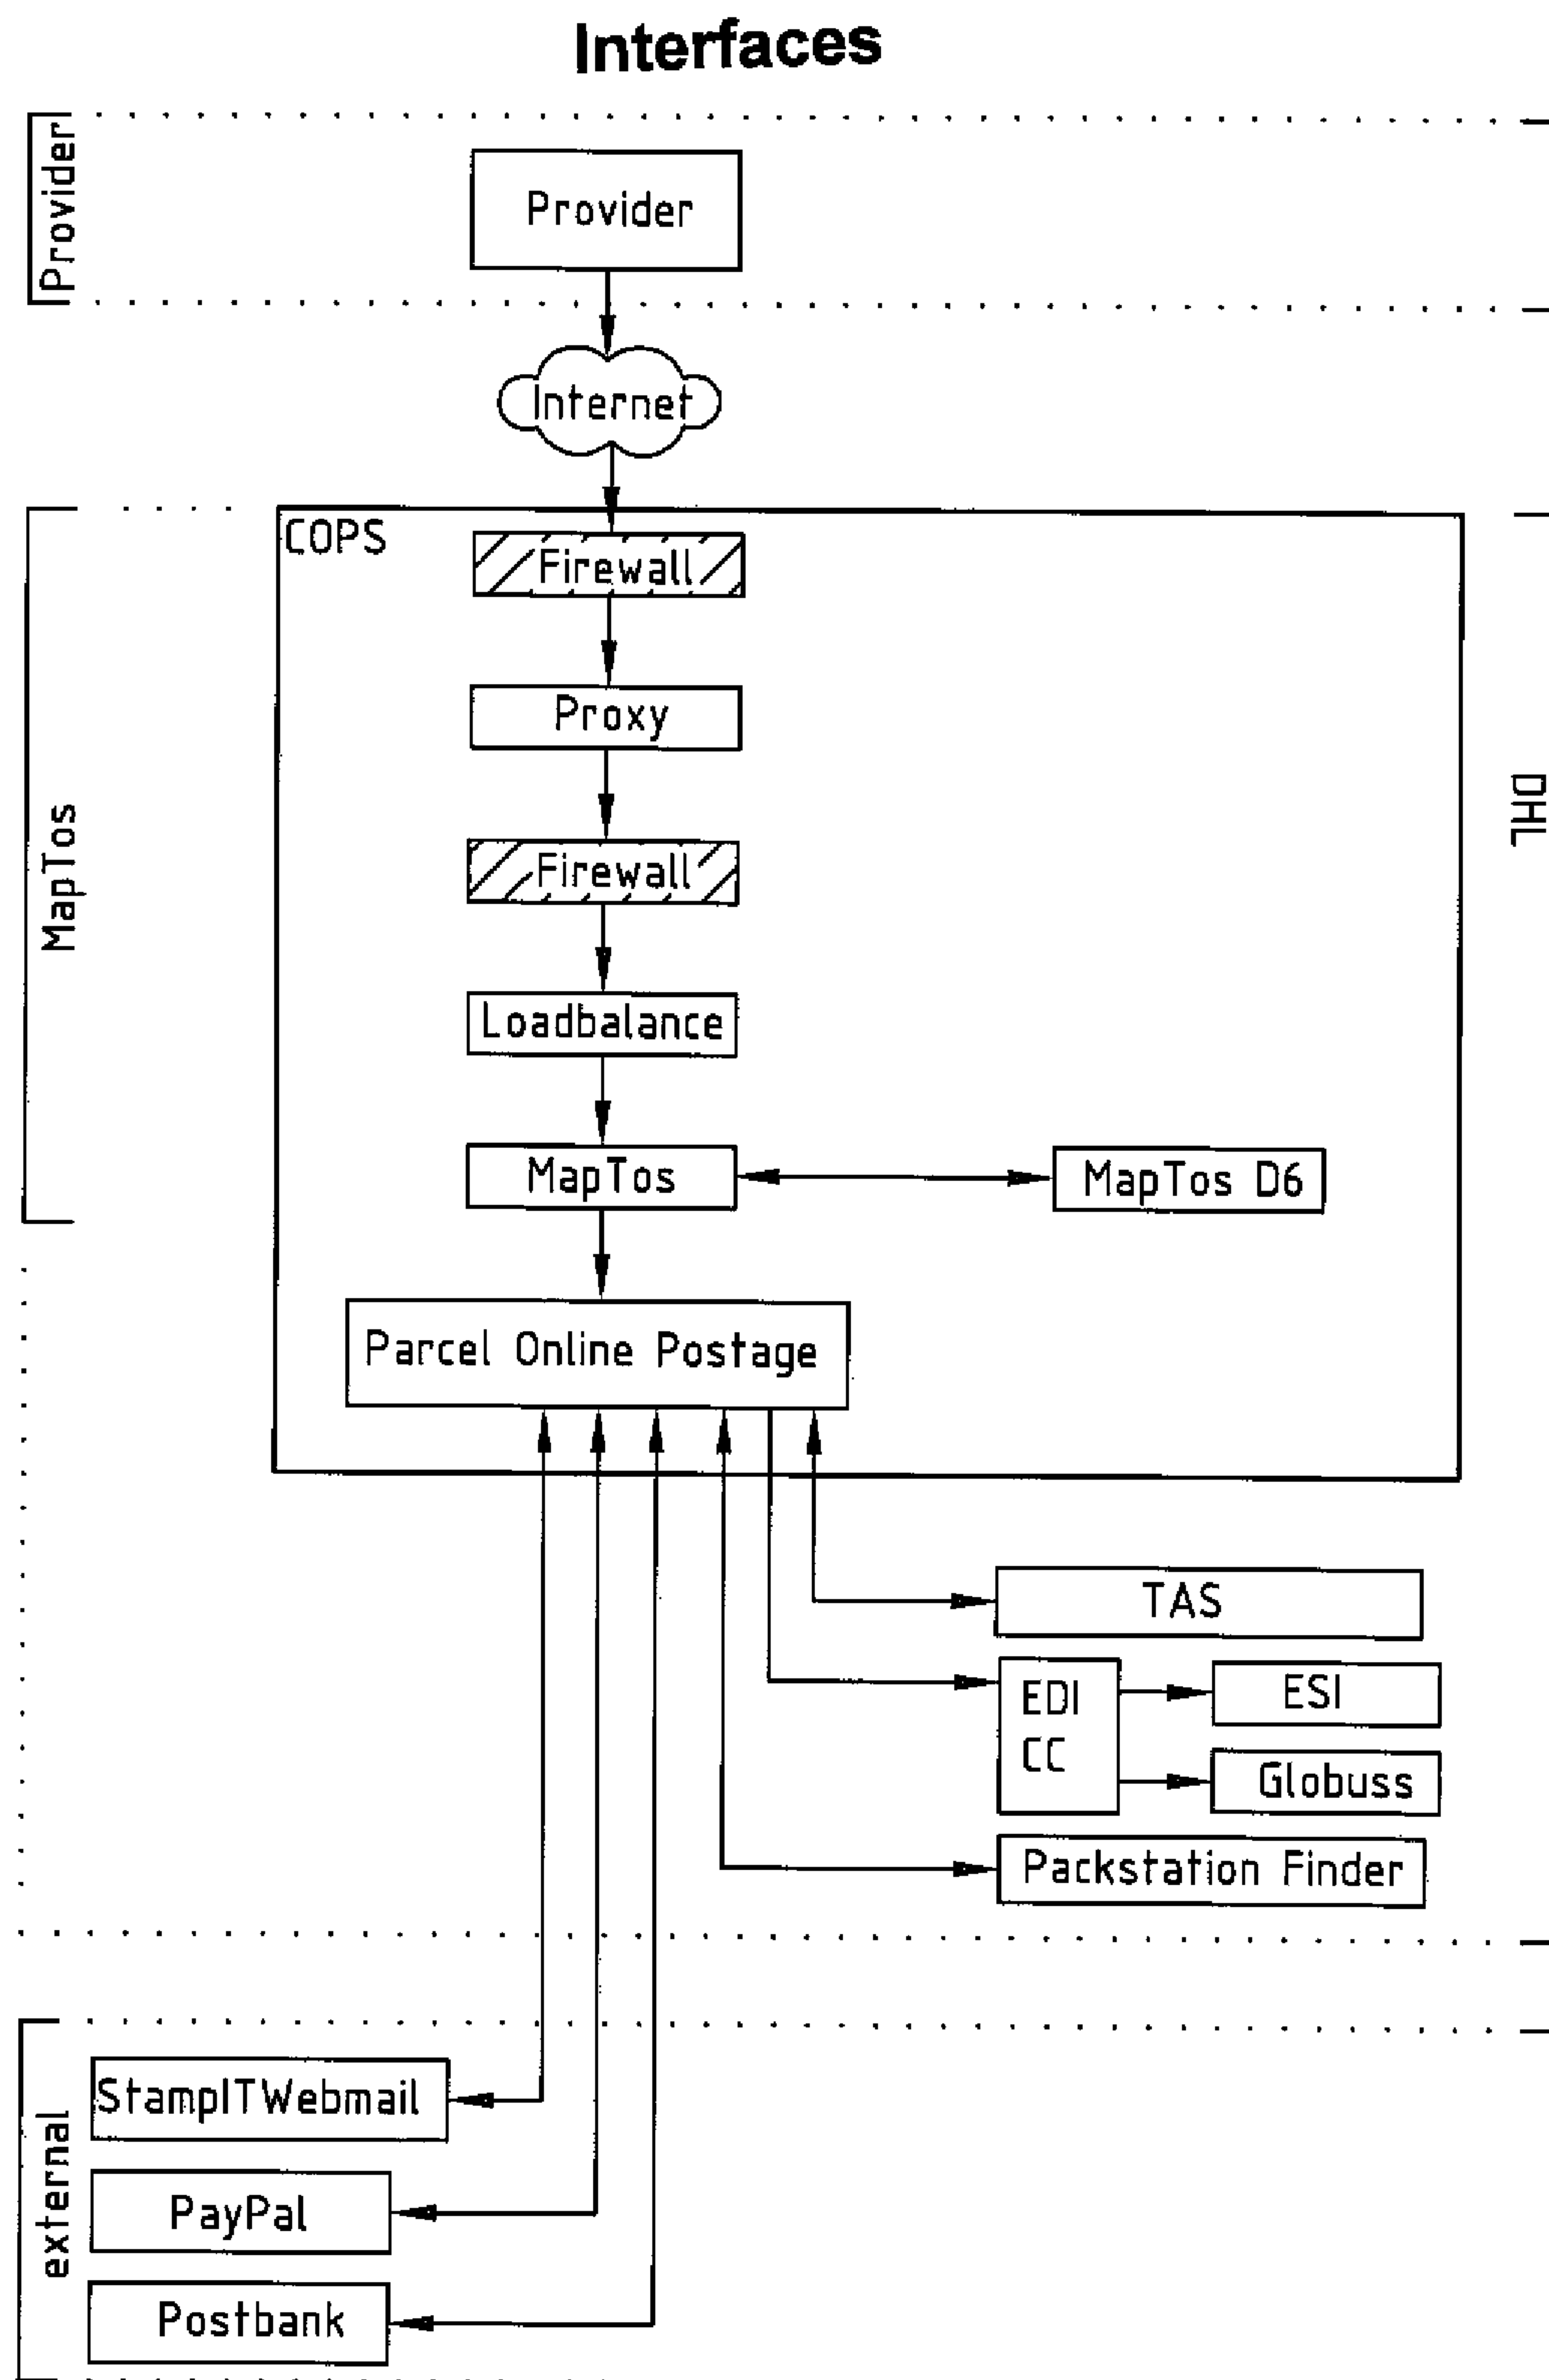 Interfaces
Provider
Provider
Internet
COPS
Firewall
Proxy
DHL
Firewall
MapTos
Loadbalance
MapTos
MapTos D6
Parcel Online Postage
TAS
EDI
CC
ESI
Globuss
Packstation Finder
external
StampITWebmail
PayPal
Postbank